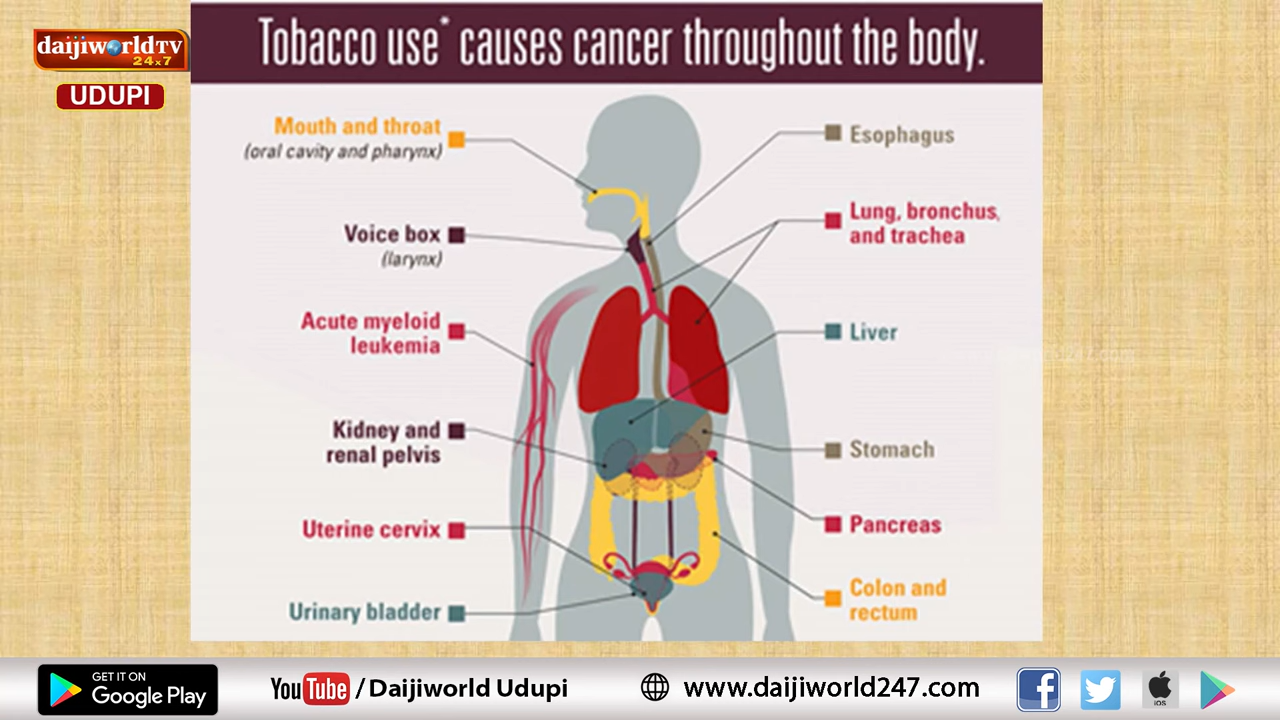 Tobacco use* causes cancer throughout the body.
daijiworldTV
24x7
UDUPI
Mouth and throat
(oral cavity and pharynx)
Voice box
(larynx)
Acute myeloid
leukemia
Kidney and
renal pelvis
Uterine cervix
Urinary bladder
Esophagus
Lung, bronchus,
and trachea
Liver
Stomach
Pancreas
Colon and
rectum
GET IT ON
Google Play
YouTube /Daijiworld Udupi
www.daijiworld247.com
iOS